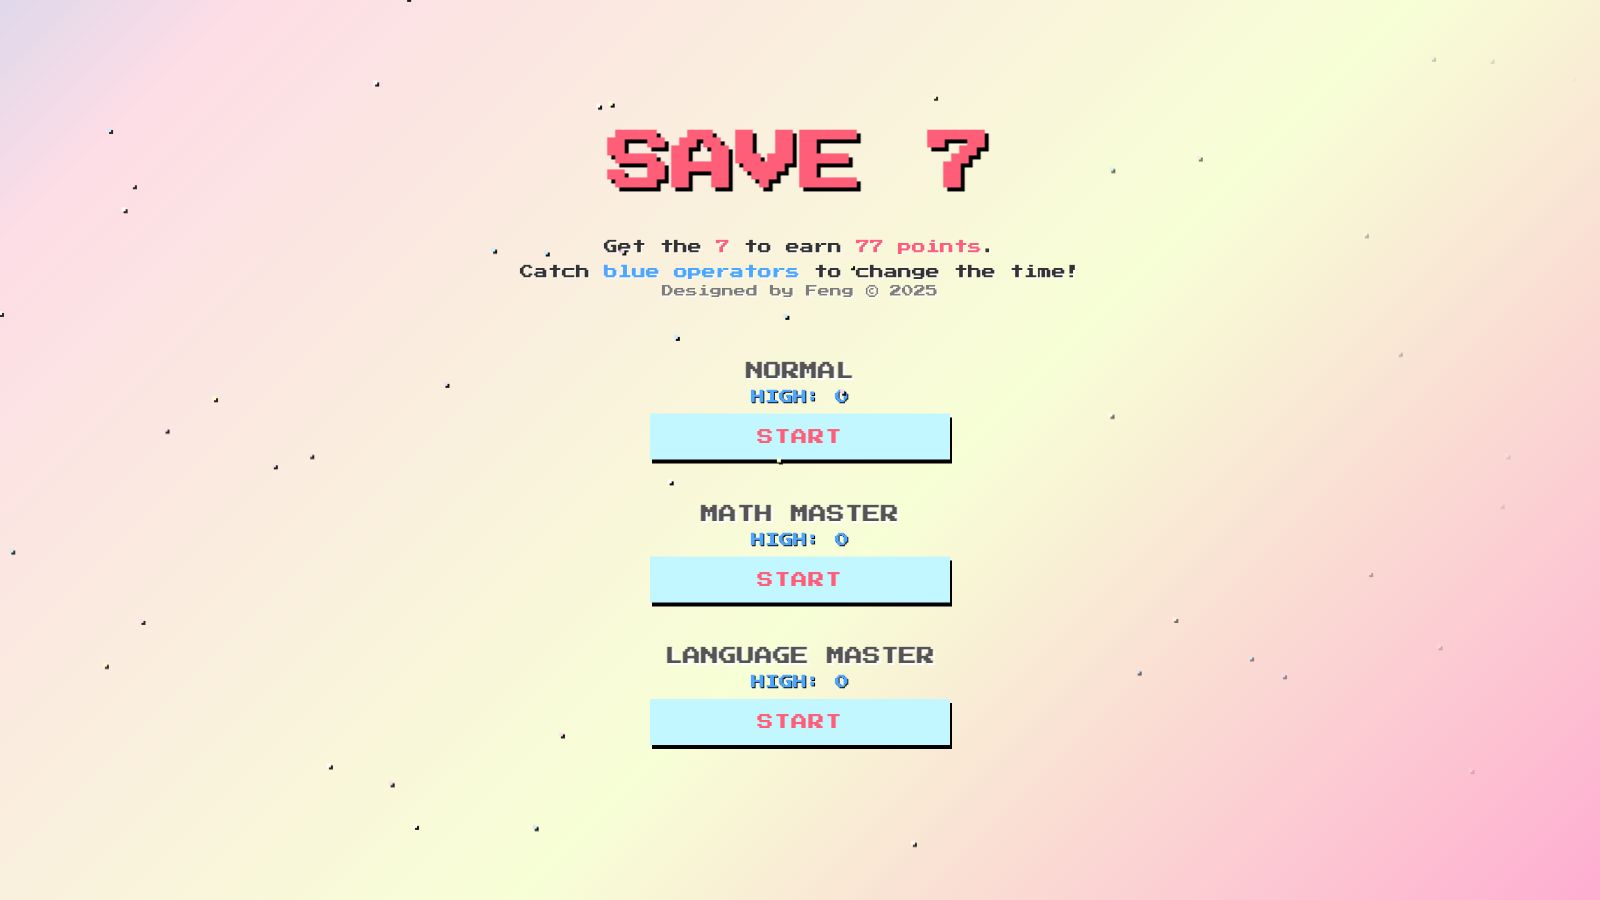 SAVE 7
Get the 7 to earn 77 points.
Catch blue operators to change the time!
Designed by Feng © 2025
NORMAL
HIGH: 0
START
MATH MASTER
HIGH: 0
START
LANGUAGE MASTER
HIGH: 0
START